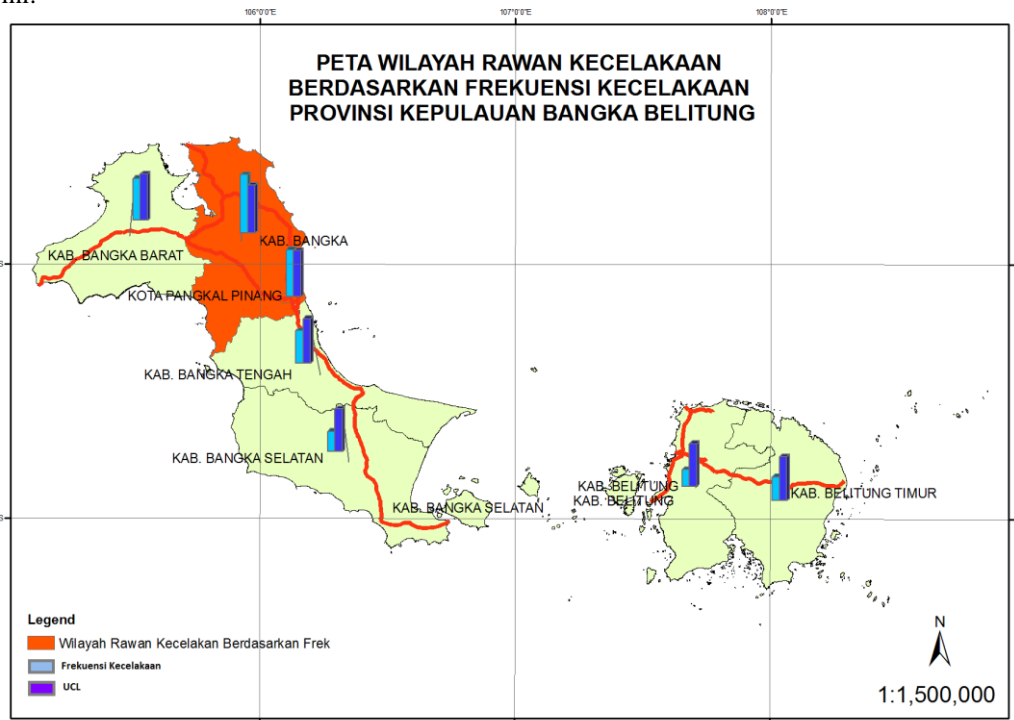 106°0'0"E
107°0'0"E
108°0'0"E
PETA WILAYAH RAWAN KECELAKAAN
BERDASARKAN FREKUENSI KECELAKAAN
PROVINSI KEPULAUAN BANGKA BELITUNG
KAB. BANGKA
KAB. BANGKA BARAT
KOTA PANGKAL PINANG
KAB. BANGKA TENGAH
KAB. BANGKA SELATAN
KAB. BANGKA SELATAN
KAB. BELITUNG
KAB. BELITUNG
KAB. BELITUNG TIMUR
Legend
Wilayah Rawan Kecelakan Berdasarkan Frek
Frekuensi Kecelakaan
UCL
N
1:1,500,000